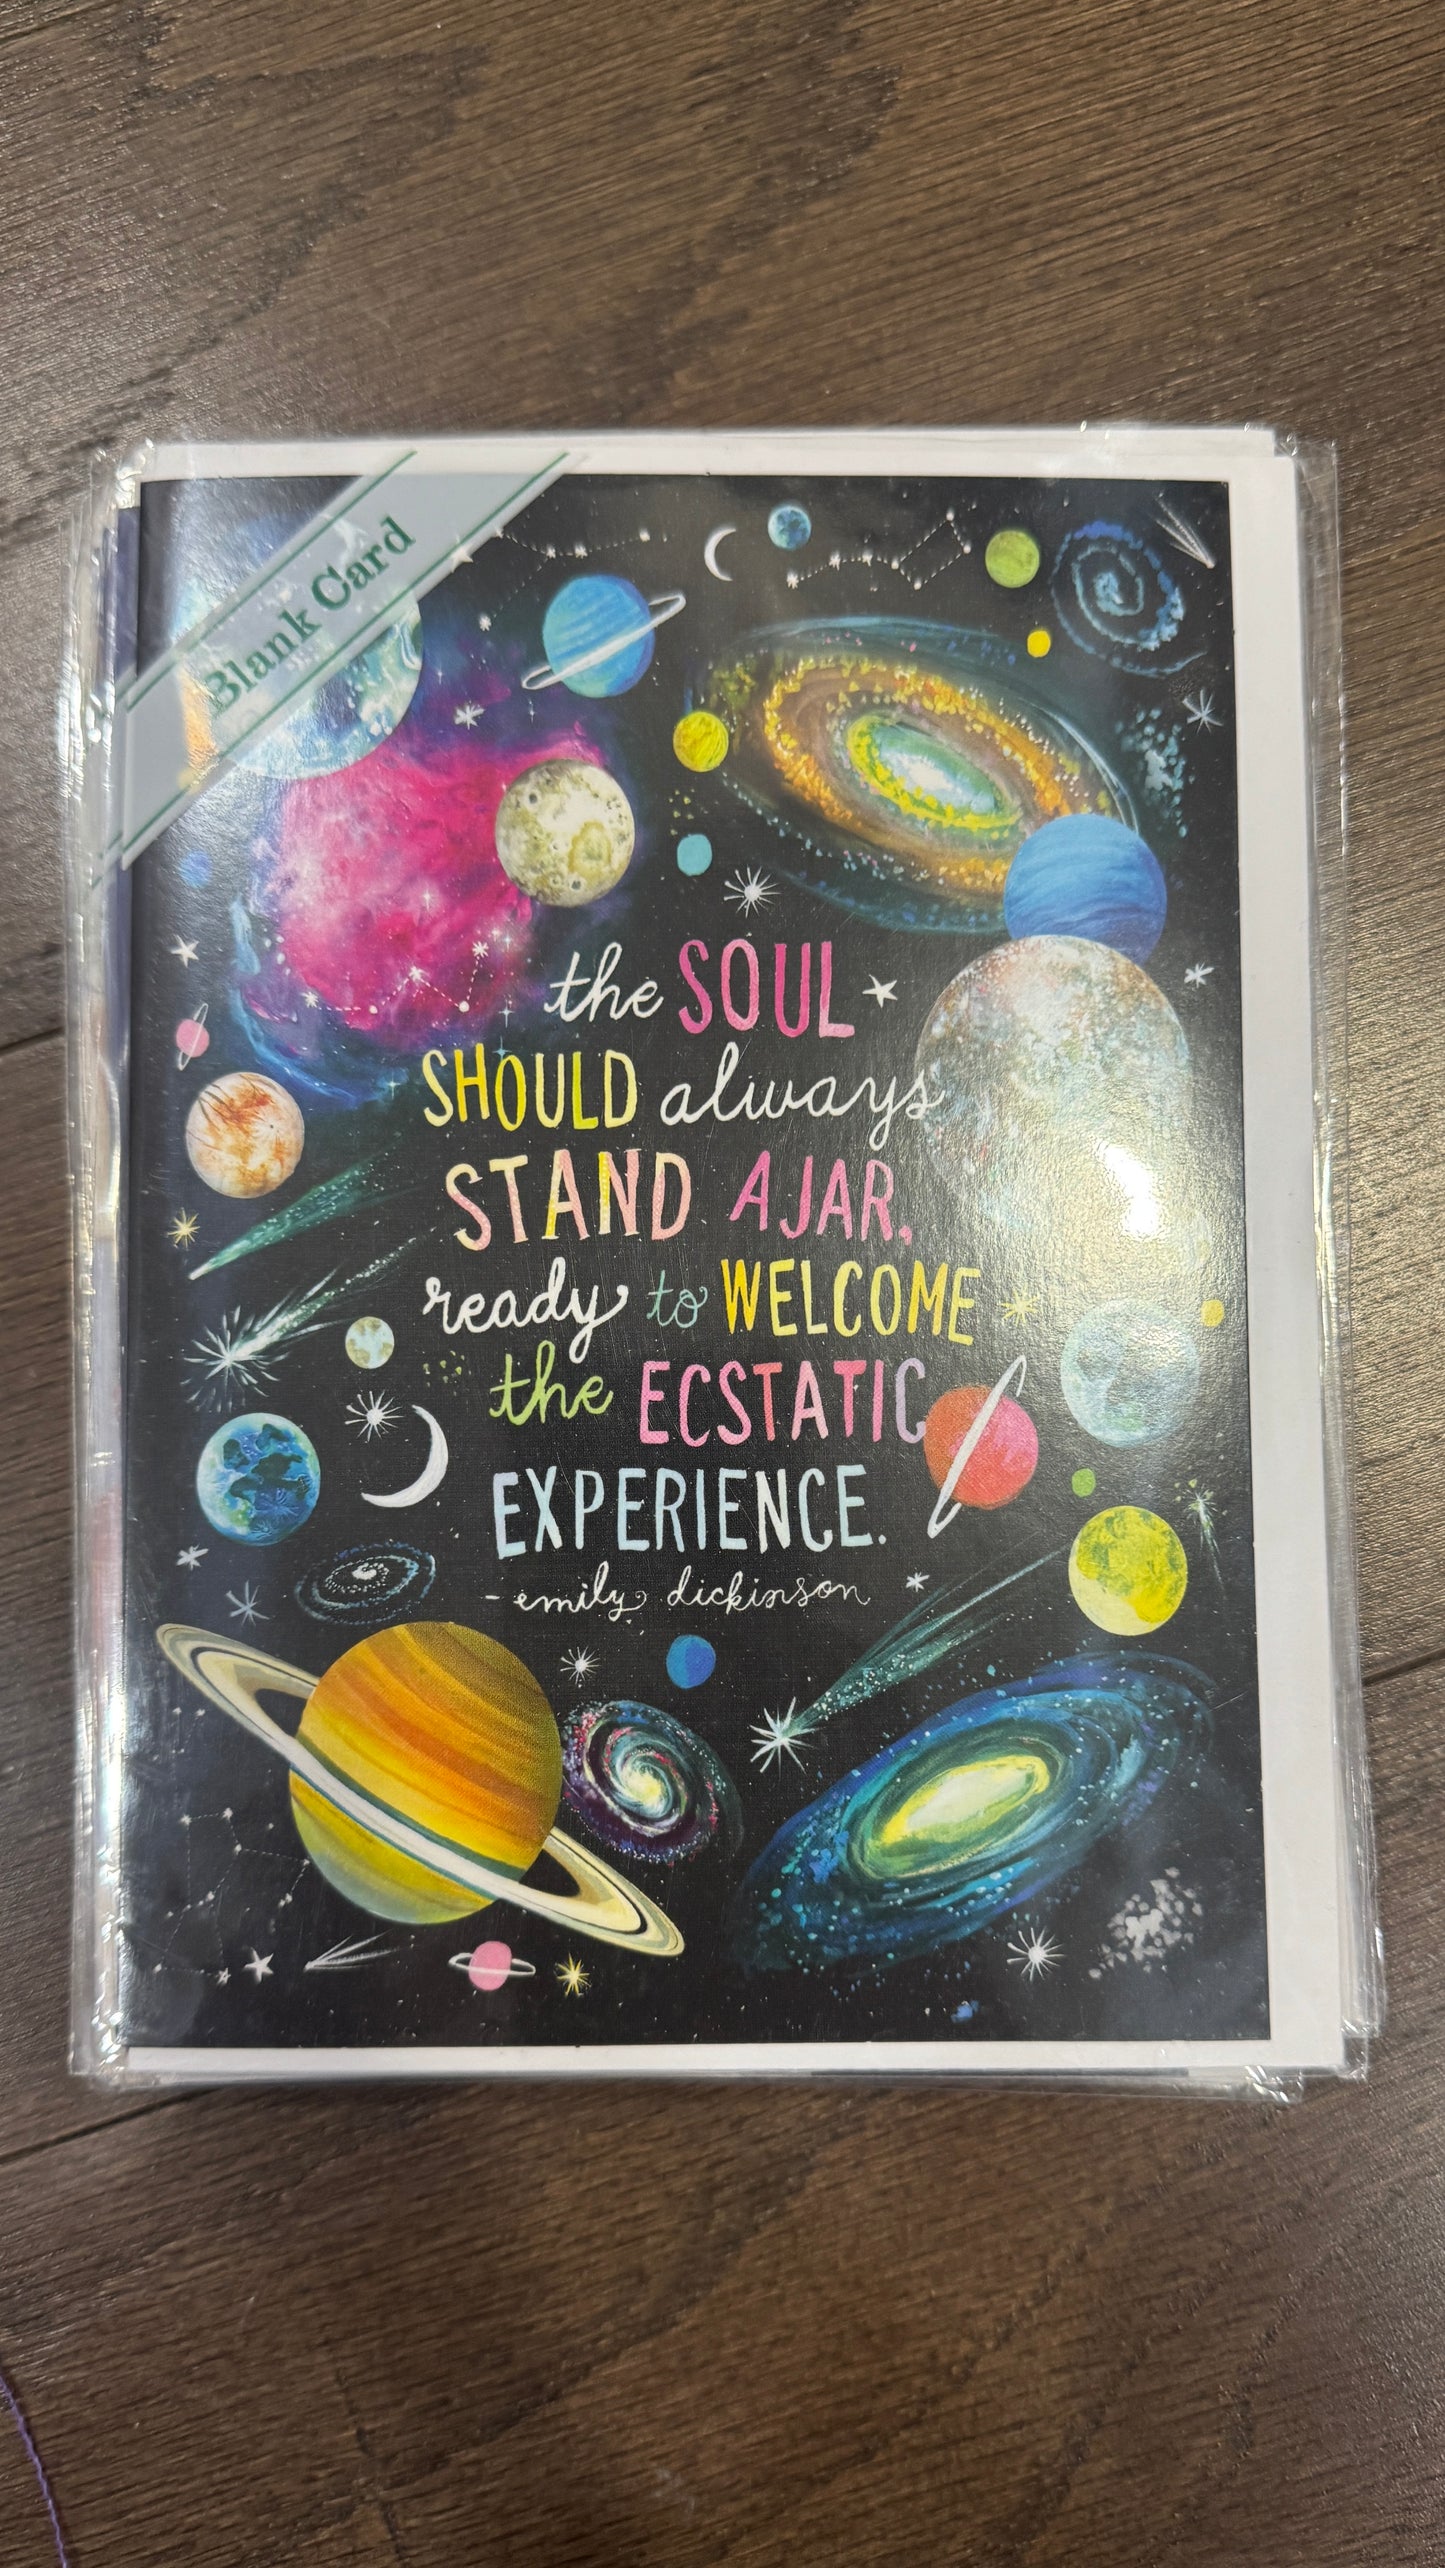 Blank Card
the SOUL
SHOULD always
STAND AJAR,
ready to WELCOME
the ECSTATIC
EXPERIENCE.
- emily dickinson